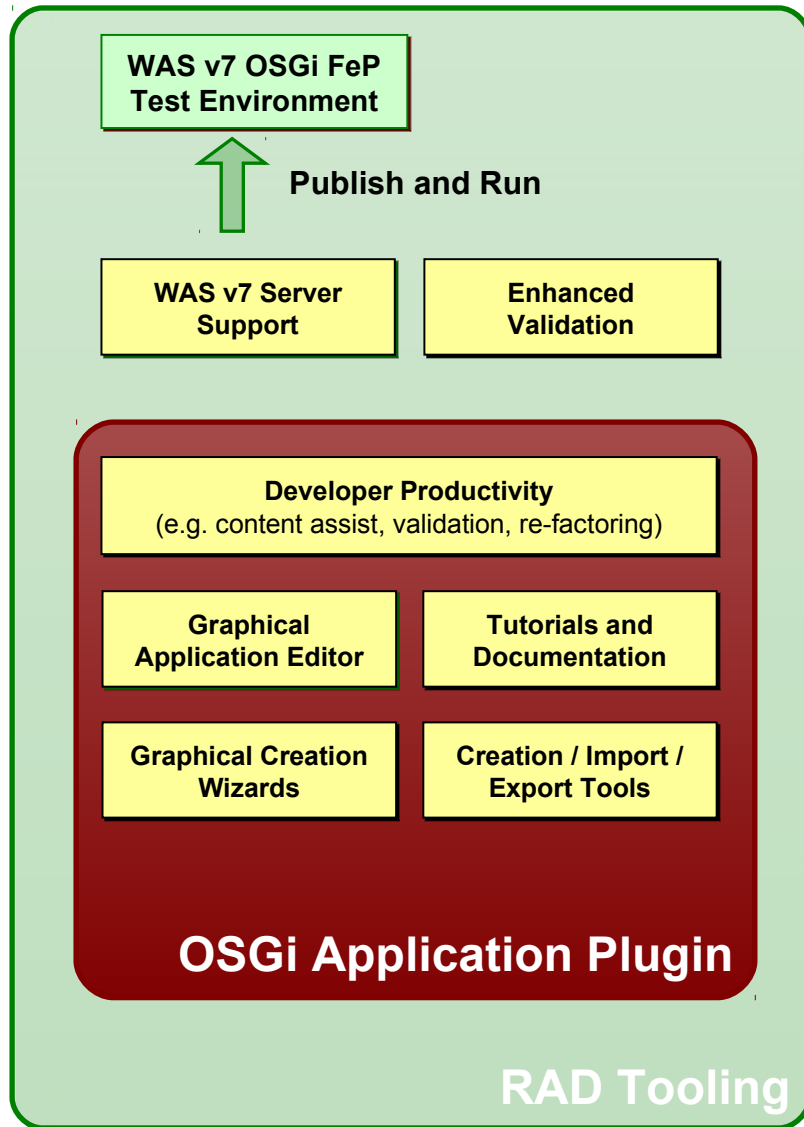 WAS v7 OSGi FeP
Test Environment
Publish and Run
WAS v7 Server
Support
Enhanced
Validation
Developer Productivity
(e.g. content assist, validation, re-factoring)
Graphical
Application Editor
Tutorials and
Documentation
Graphical Creation
Wizards
Creation / Import /
Export Tools
OSGi Application Plugin
RAD Tooling